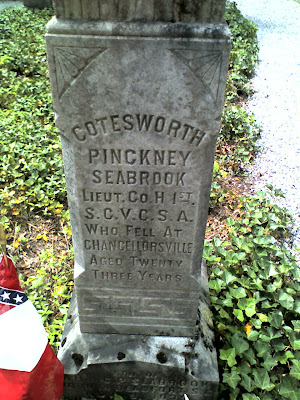 COTESWORTH
PINCKNEY
SEABROOK
LIEUT. CO. H 1ST
S.C.V.C.S.A.
WHO FELL AT
CHANCELLORSVILLE
AGED TWENTY
THREE YEARS